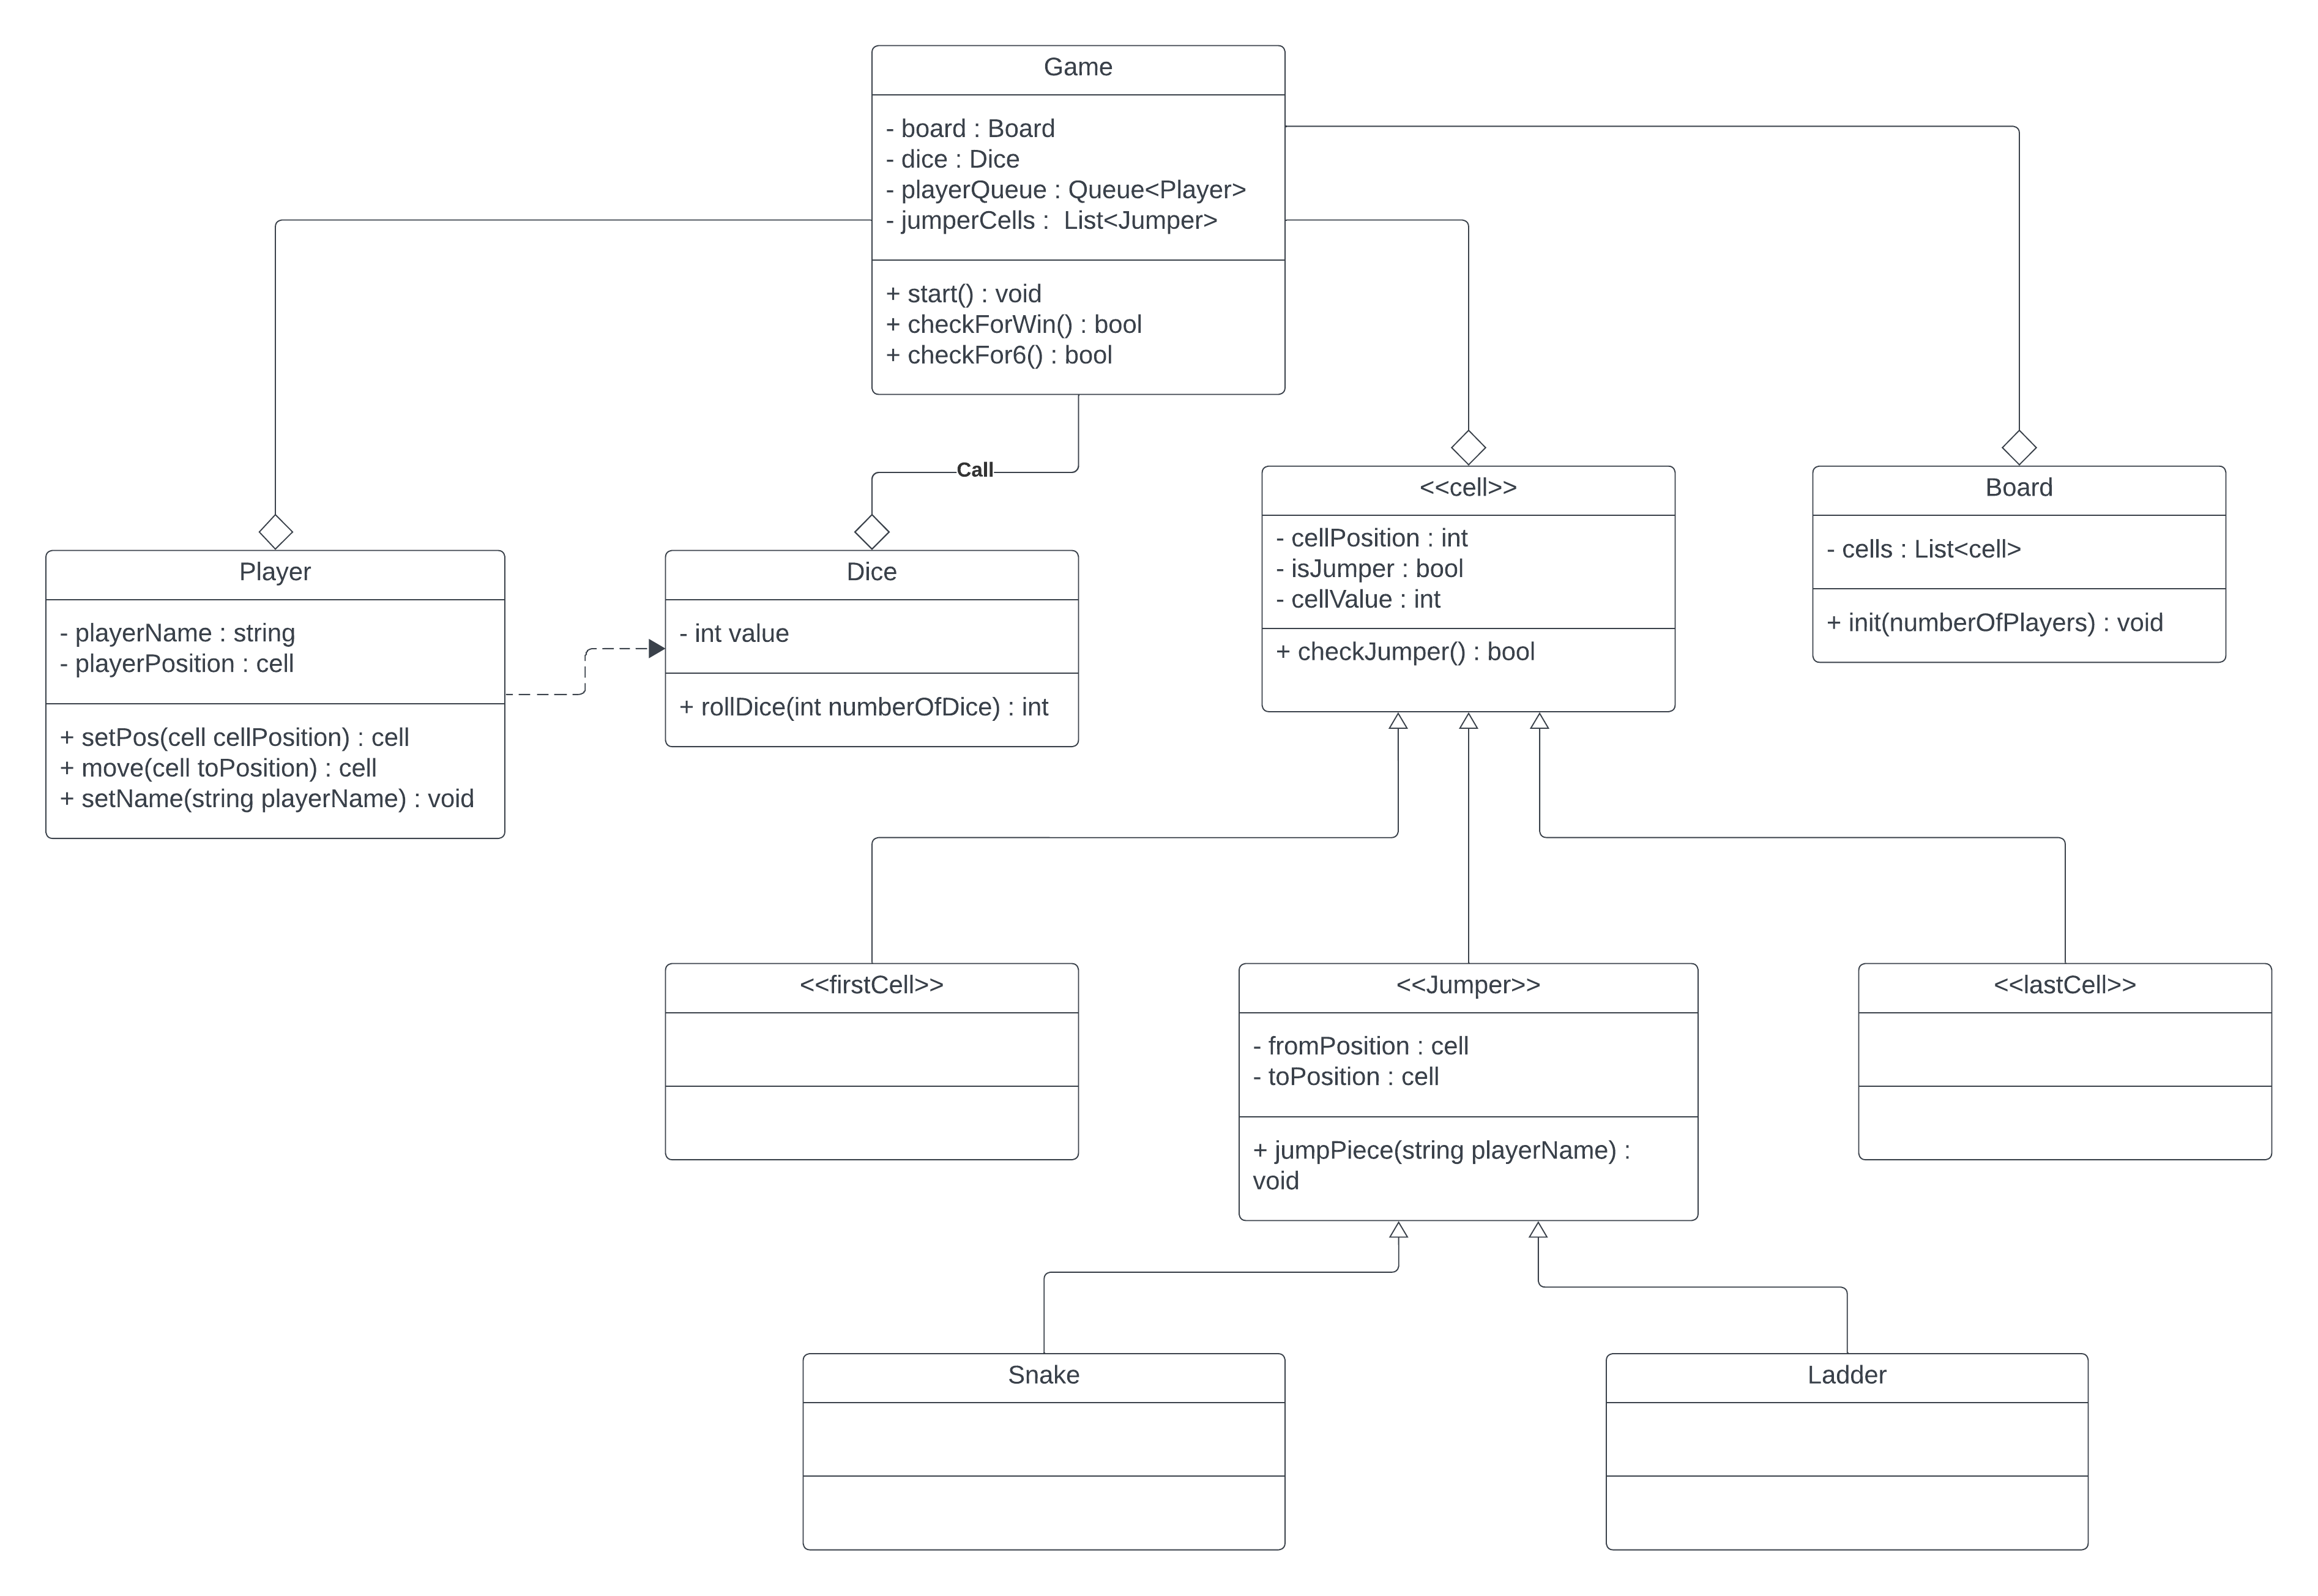 Game
- board : Board
- dice : Dice
- playerQueue : Queue<Player>
- jumperCells :  List<Jumper>
+ start() : void
+ checkForWin() : bool
+ checkFor6() : bool
Call
Player
- playerName : string
- playerPosition : cell
+ setPos(cell cellPosition) : cell
+ move(cell toPosition) : cell
+ setName(string playerName) : void
Dice
- int value
+ rollDice(int numberOfDice) : int
<<cell>>
- cellPosition : int
- isJumper : bool
- cellValue : int
+ checkJumper() : bool
Board
- cells : List<cell>
+ init(numberOfPlayers) : void
<<firstCell>>
<<Jumper>>
- fromPosition : cell
- toPosition : cell
+ jumpPiece(string playerName) :
void
<<lastCell>>
Snake
Ladder